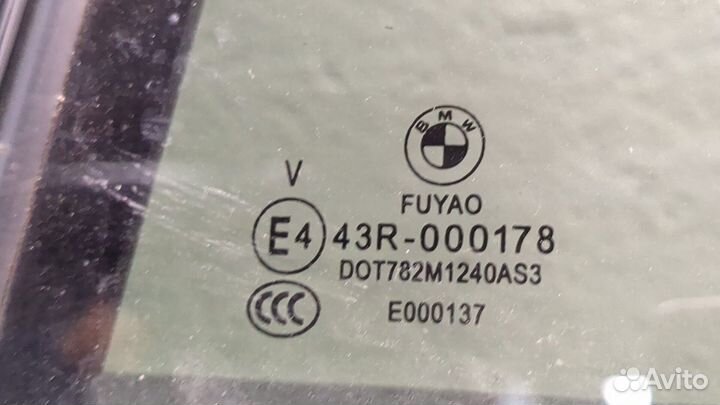 BMW
FUYAO
V
E4 43R-000178
DOT782M1240AS3
CCC E000137
Avito